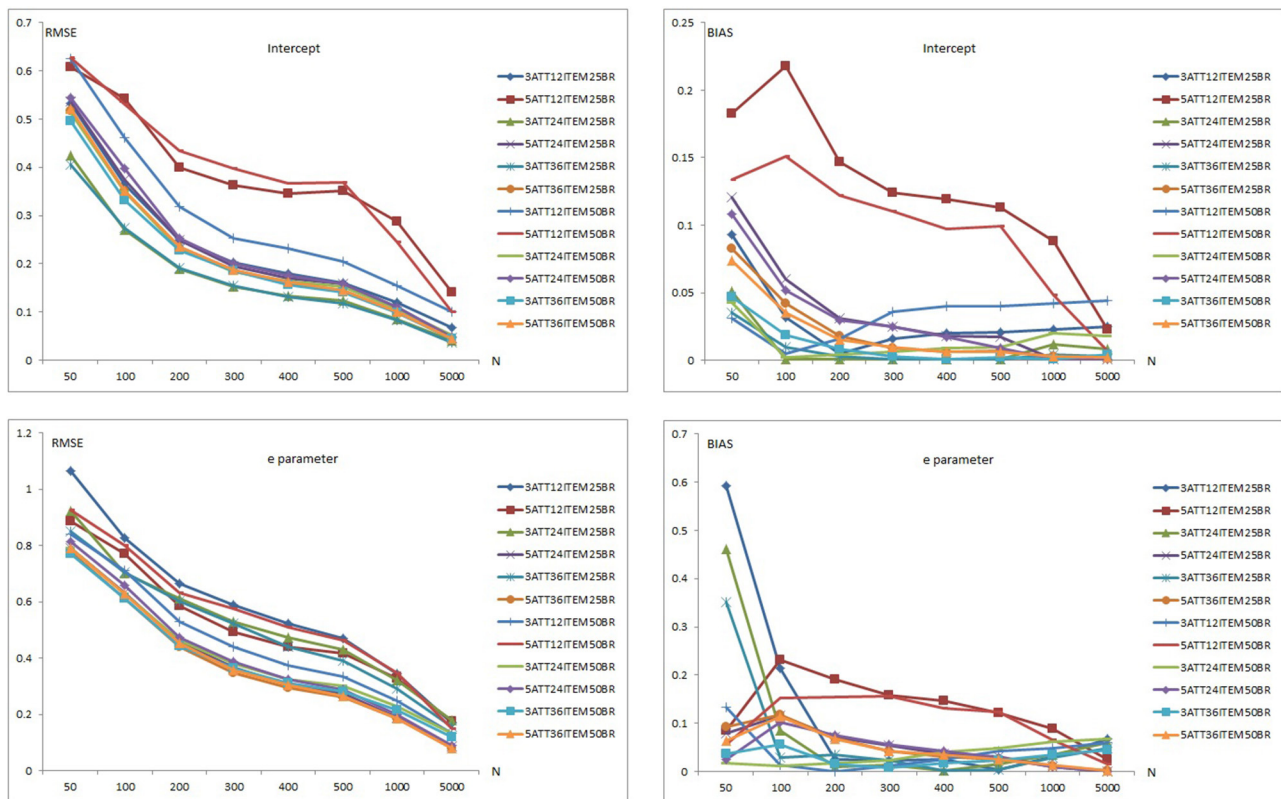 RMSE
Intercept
0.7
0.6
0.5
0.4
0.3
0.2
0.1
0
50 100 200 300 400 500 1000 5000
N
3ATT12ITEM25BR
5ATT12ITEM25BR
3ATT24ITEM25BR
5ATT24ITEM25BR
3ATT36ITEM25BR
5ATT36ITEM25BR
3ATT12ITEM50BR
5ATT12ITEM50BR
3ATT24ITEM50BR
5ATT24ITEM50BR
3ATT36ITEM50BR
5ATT36ITEM50BR
BIAS
Intercept
0.25
0.2
0.15
0.1
0.05
0
50 100 200 300 400 500 1000 5000
N
3ATT12ITEM25BR
5ATT12ITEM25BR
3ATT24ITEM25BR
5ATT24ITEM25BR
3ATT36ITEM25BR
5ATT36ITEM25BR
3ATT12ITEM50BR
5ATT12ITEM50BR
3ATT24ITEM50BR
5ATT24ITEM50BR
3ATT36ITEM50BR
5ATT36ITEM50BR
RMSE
e parameter
1.2
1
0.8
0.6
0.4
0.2
0
50 100 200 300 400 500 1000 5000
N
3ATT12ITEM25BR
5ATT12ITEM25BR
3ATT24ITEM25BR
5ATT24ITEM25BR
3ATT36ITEM25BR
5ATT36ITEM25BR
3ATT12ITEM50BR
5ATT12ITEM50BR
3ATT24ITEM50BR
5ATT24ITEM50BR
3ATT36ITEM50BR
5ATT36ITEM50BR
BIAS
e parameter
0.7
0.6
0.5
0.4
0.3
0.2
0.1
0
50 100 200 300 400 500 1000 5000
N
3ATT12ITEM25BR
5ATT12ITEM25BR
3ATT24ITEM25BR
5ATT24ITEM25BR
3ATT36ITEM25BR
5ATT36ITEM25BR
3ATT12ITEM50BR
5ATT12ITEM50BR
3ATT24ITEM50BR
5ATT24ITEM50BR
3ATT36ITEM50BR
5ATT36ITEM50BR